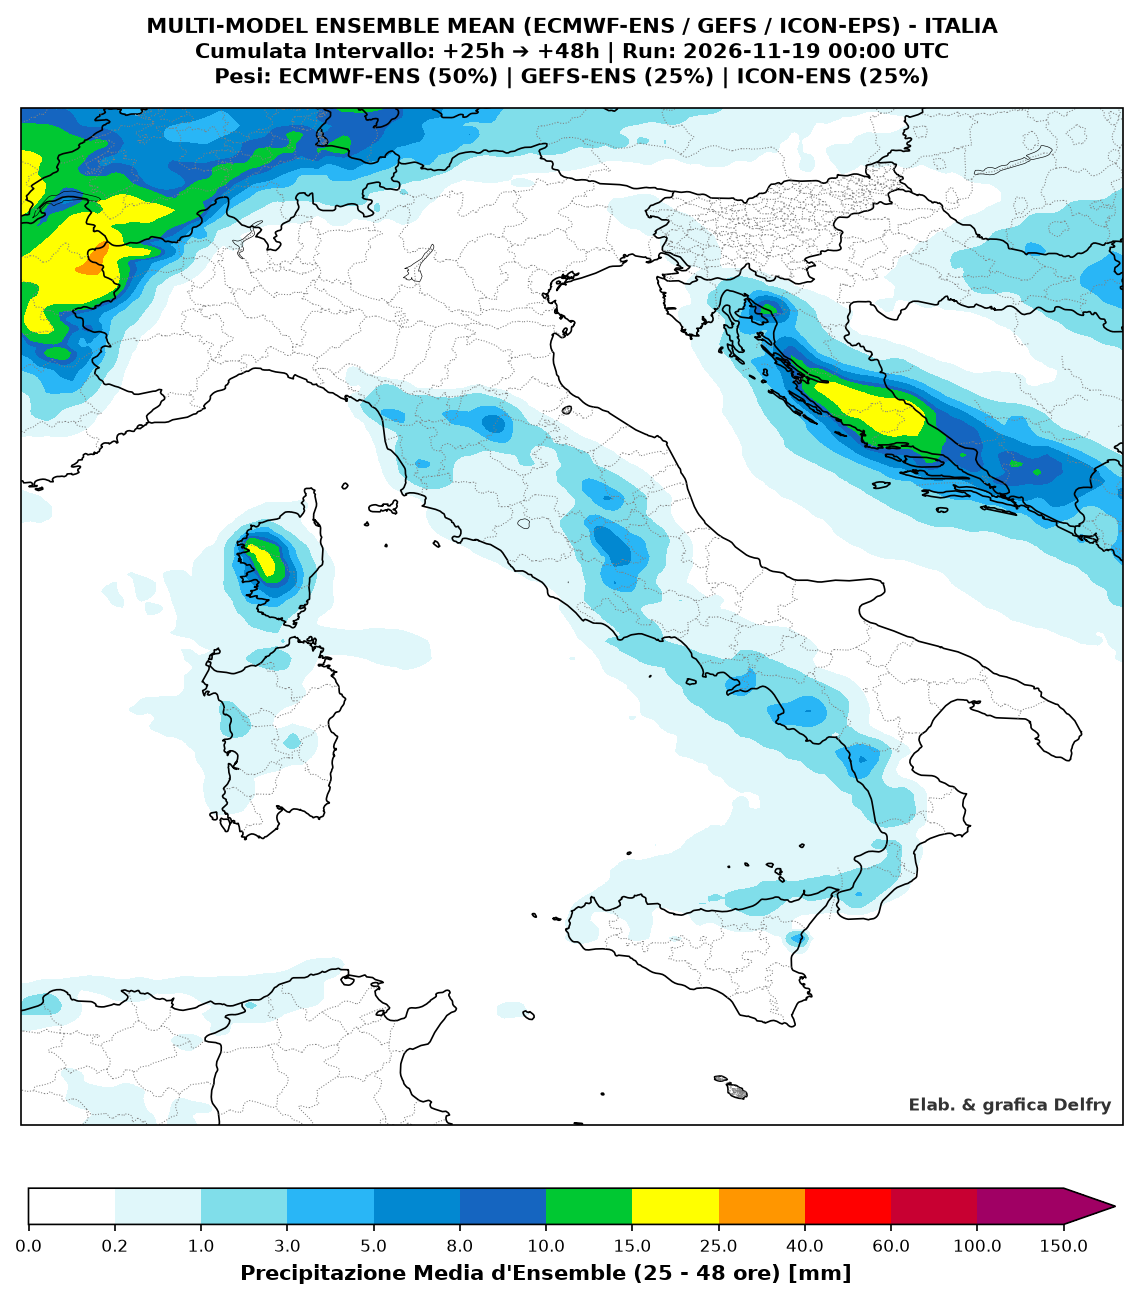 MULTI-MODEL ENSEMBLE MEAN (ECMWF-ENS / GEFS / ICON-EPS) - ITALIA
Cumulata Intervallo: +25h → +48h | Run: 2026-11-19 00:00 UTC
Pesi: ECMWF-ENS (50%) | GEFS-ENS (25%) | ICON-ENS (25%)
Elab. & grafica Delfry
0.0 0.2 1.0 3.0 5.0 8.0 10.0 15.0 25.0 40.0 60.0 100.0 150.0
Precipitazione Media d'Ensemble (25 - 48 ore) [mm]